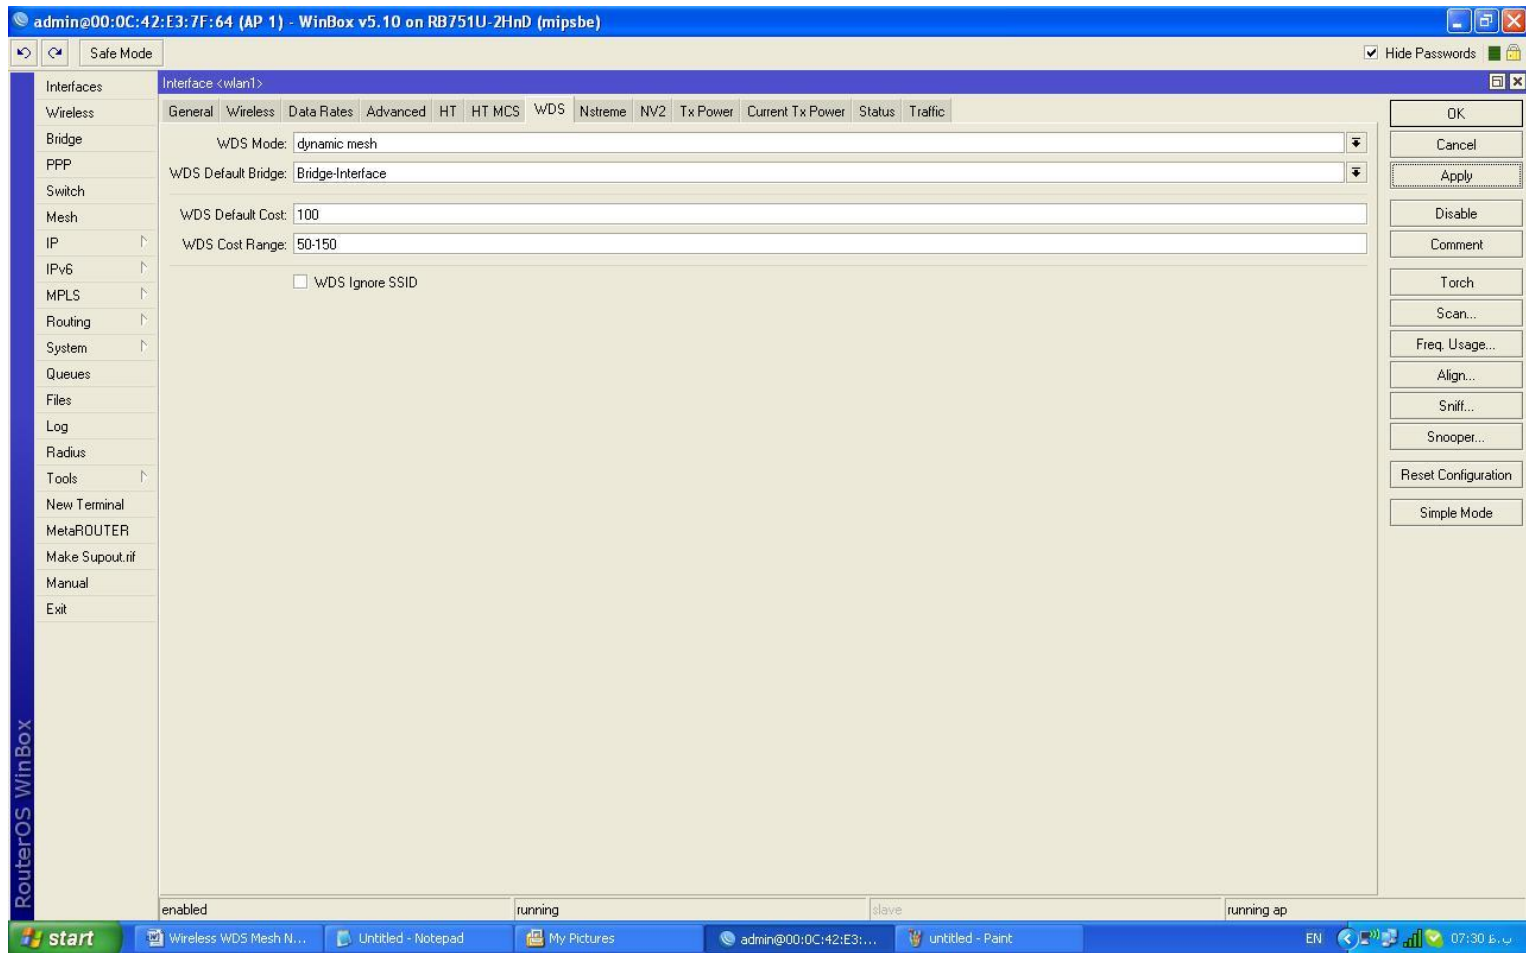 admin@00:0C:42:E3:7F:64 (AP 1) - WinBox v5.10 on RB751U-2HnD (mipsbe)
Safe Mode
Hide Passwords
RouterOS WinBox
Interfaces
Wireless
Bridge
PPP
Switch
Mesh
IP
IPv6
MPLS
Routing
System
Queues
Files
Log
Radius
Tools
New Terminal
MetaROUTER
Make Supout.rif
Manual
Exit
Interface <wlan1>
General Wireless Data Rates Advanced HT HT MCS WDS Nstreme NV2 Tx Power Current Tx Power Status Traffic
WDS Mode: dynamic mesh
WDS Default Bridge: Bridge-Interface
WDS Default Cost: 100
WDS Cost Range: 50-150
WDS Ignore SSID
OK
Cancel
Apply
Disable
Comment
Torch
Scan...
Freq. Usage...
Align...
Sniff...
Snooper...
Reset Configuration
Simple Mode
enabled running slave running ap
start Wireless WDS Mesh N... Untitled - Notepad My Pictures admin@00:0C:42:E3:... untitled - Paint EN 07:30 ب.ظ